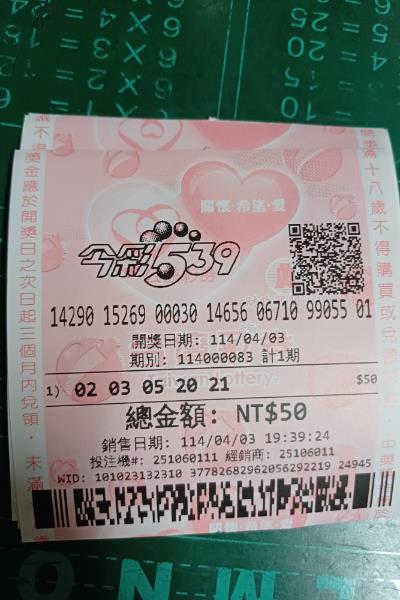 關懷·希望·愛
今彩539
14290 15269 00030 14656 06710 99055 01
開獎日期: 114/04/03
期別: 114000083 計1期
1) 02 03 05 20 21 $50
總金額: NT$50
銷售日期: 114/04/03 19:39:24
投注機#: 251060111 經銷商: 25106011
WID: 101023132310 37782682962056292219 24945
獎金應於開獎日之次日起三個月內兌領，未滿
滿十八歲不得購買或兌